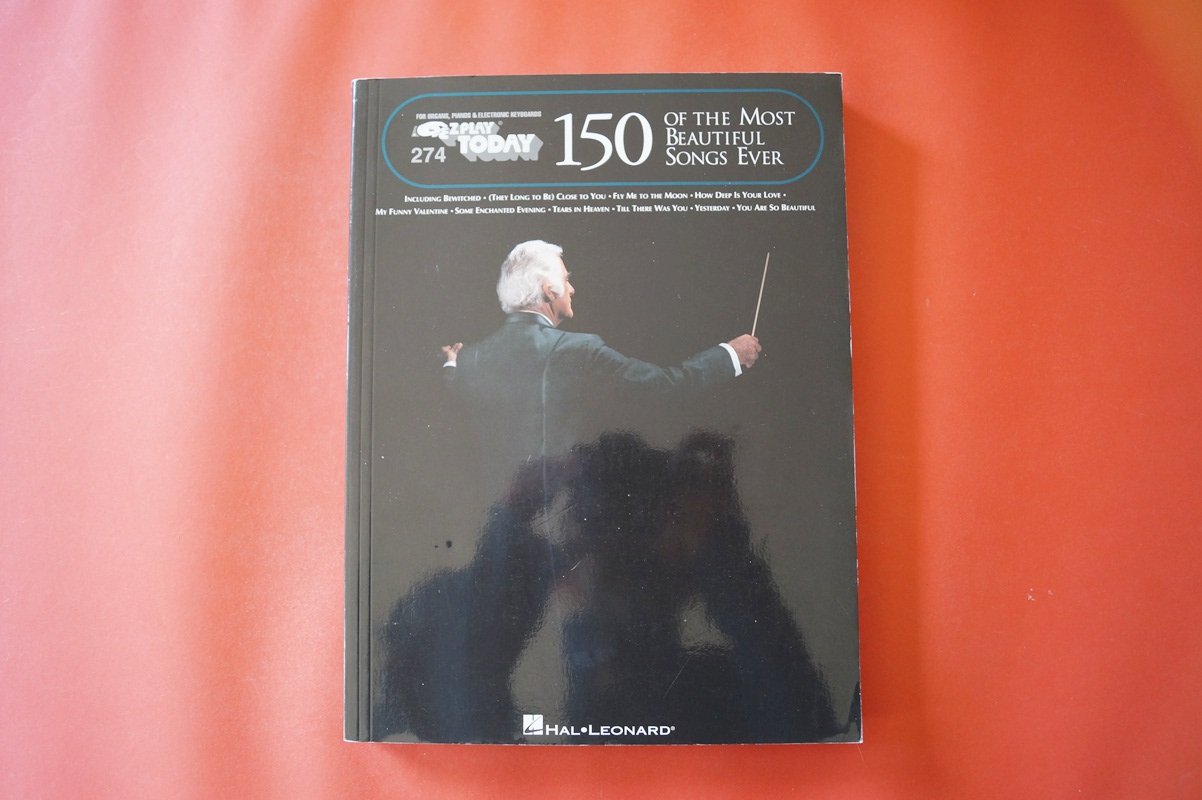 FOR ORGANS, PIANOS & ELECTRONIC KEYBOARDS
E-Z PLAY®
TODAY
274
150
OF THE MOST
BEAUTIFUL
SONGS EVER
INCLUDING BEWITCHED • (THEY LONG TO BE) CLOSE TO YOU • FLY ME TO THE MOON • HOW DEEP IS YOUR LOVE •
MY FUNNY VALENTINE • SOME ENCHANTED EVENING • TEARS IN HEAVEN • TILL THERE WAS YOU • YESTERDAY • YOU ARE SO BEAUTIFUL
HAL•LEONARD®